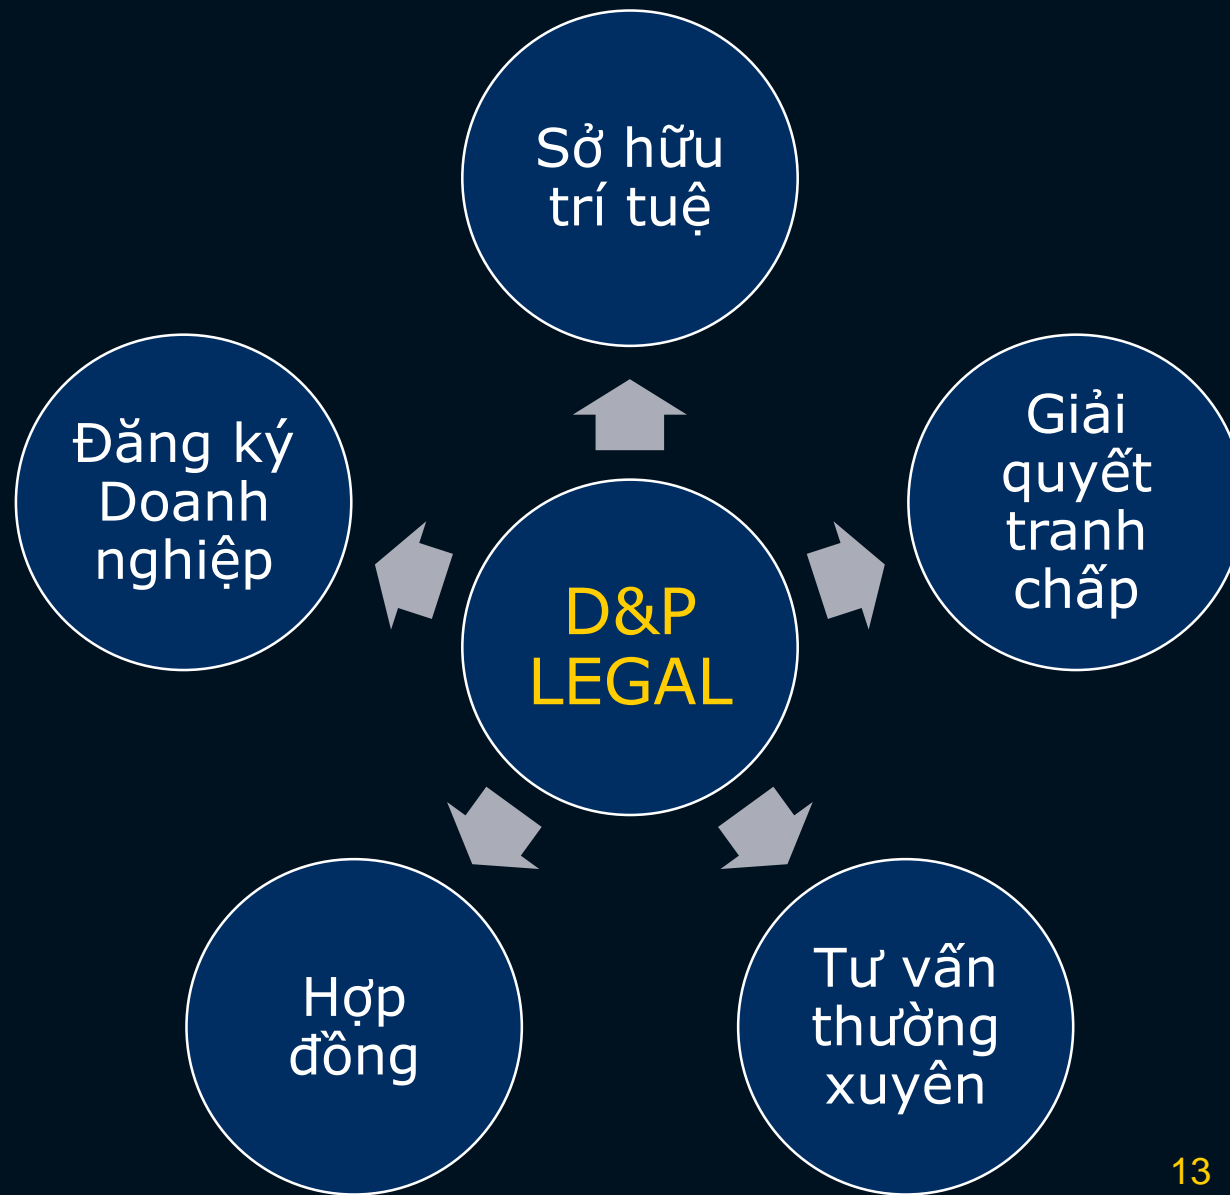 Sở hữu
trí tuệ
Đăng ký
Doanh
nghiệp
Giải
quyết
tranh
chấp
D&P
LEGAL
Hợp
đồng
Tư vấn
thường
xuyên
13